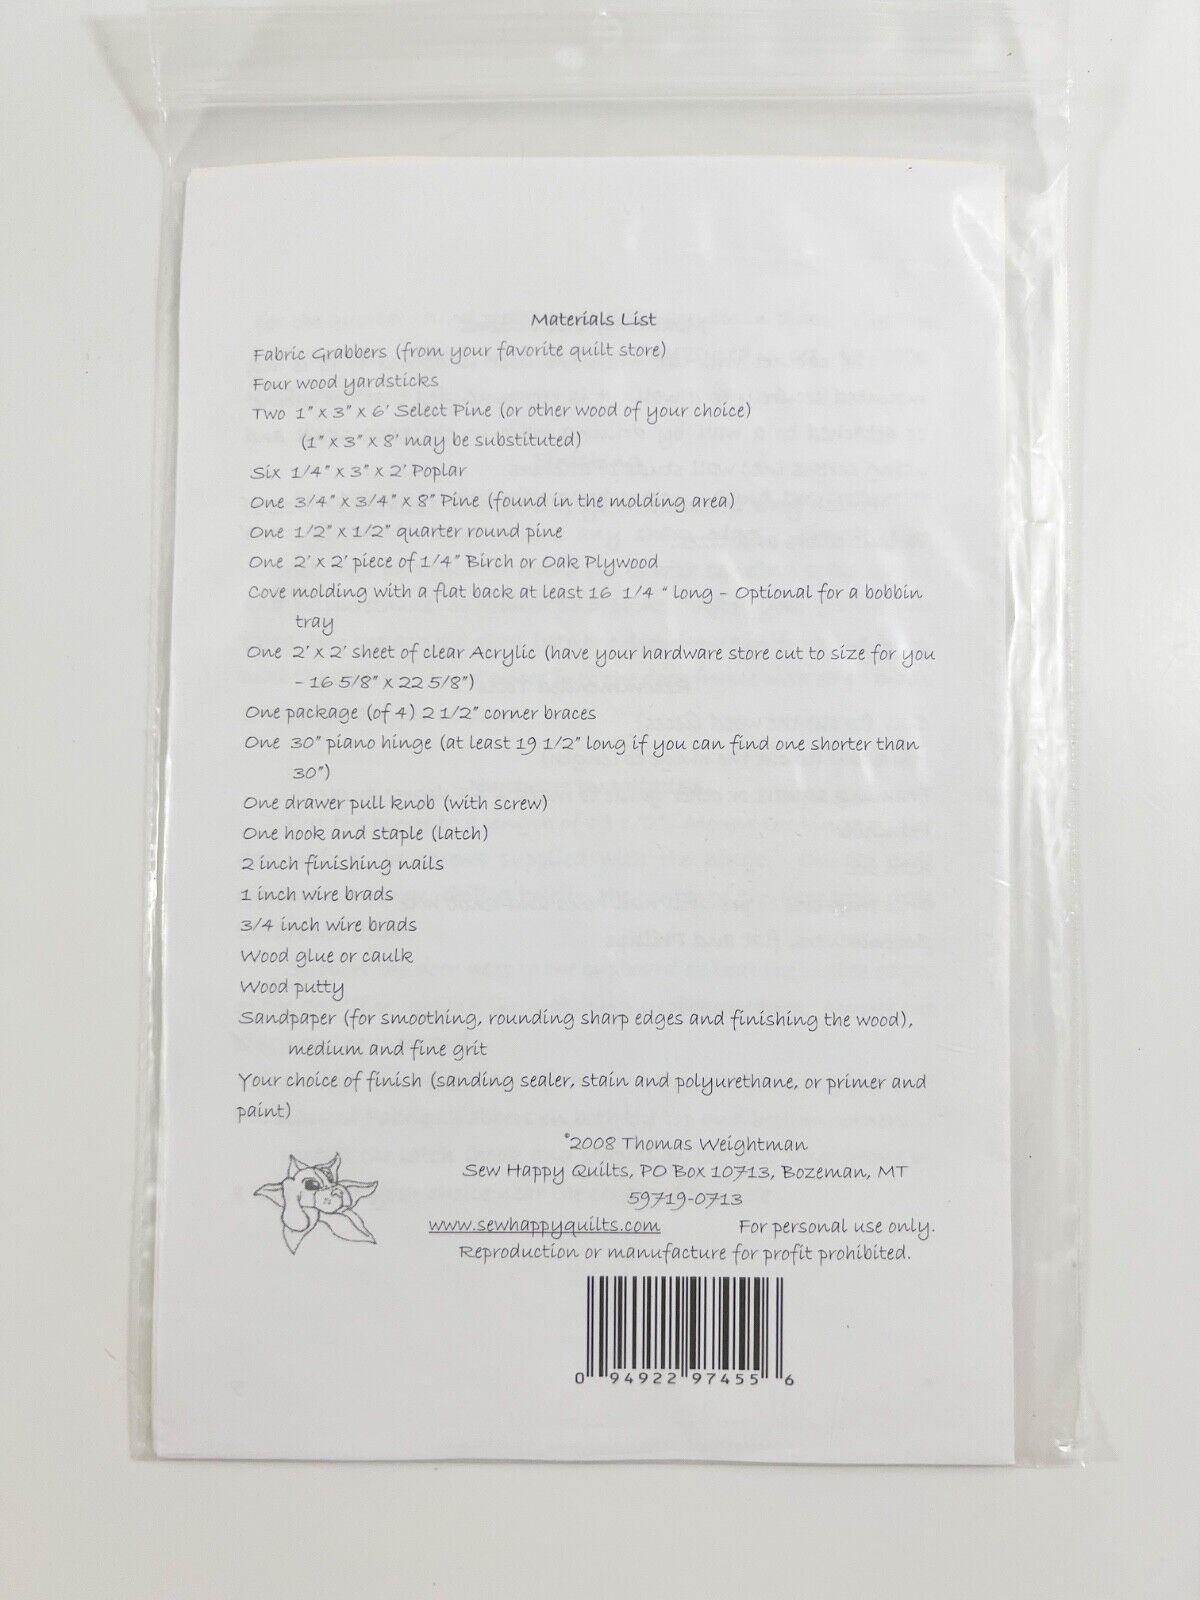 Materials List
Fabric Grabbers (from your favorite quilt store)
Four wood yardsticks
Two 1" x 3" x 6' Select Pine (or other wood of your choice)
(1" x 3" x 8' may be substituted)
Six 1/4" x 3" x 2' Poplar
One 3/4" x 3/4" x 8" Pine (found in the molding area)
One 1/2" x 1/2" quarter round pine
One 2' x 2' piece of 1/4" Birch or Oak Plywood
Cove molding with a flat back at least 16 1/4 " long - Optional for a bobbin
tray
One 2' x 2' sheet of clear Acrylic (have your hardware store cut to size for you
- 16 5/8" x 22 5/8")
One package (of 4) 2 1/2" corner braces
One 30" piano hinge (at least 19 1/2" long if you can find one shorter than
30")
One drawer pull knob (with screw)
One hook and staple (latch)
2 inch finishing nails
1 inch wire brads
3/4 inch wire brads
Wood glue or caulk
Wood putty
Sandpaper (for smoothing, rounding sharp edges and finishing the wood),
medium and fine grit
Your choice of finish (sanding sealer, stain and polyurethane, or primer and
paint)
©2008 Thomas Weightman
Sew Happy Quilts, PO Box 10713, Bozeman, MT
59719-0713
www.sewhappyquilts.com For personal use only.
Reproduction or manufacture for profit prohibited.
0 94922 97455 6